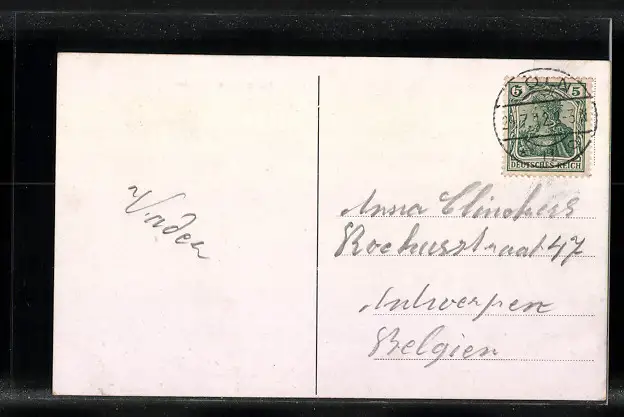 Vader
Anna Clinckers
Rochusstraat 47
Antwerpen
Belgien
5 5
DEUTSCHES REICH